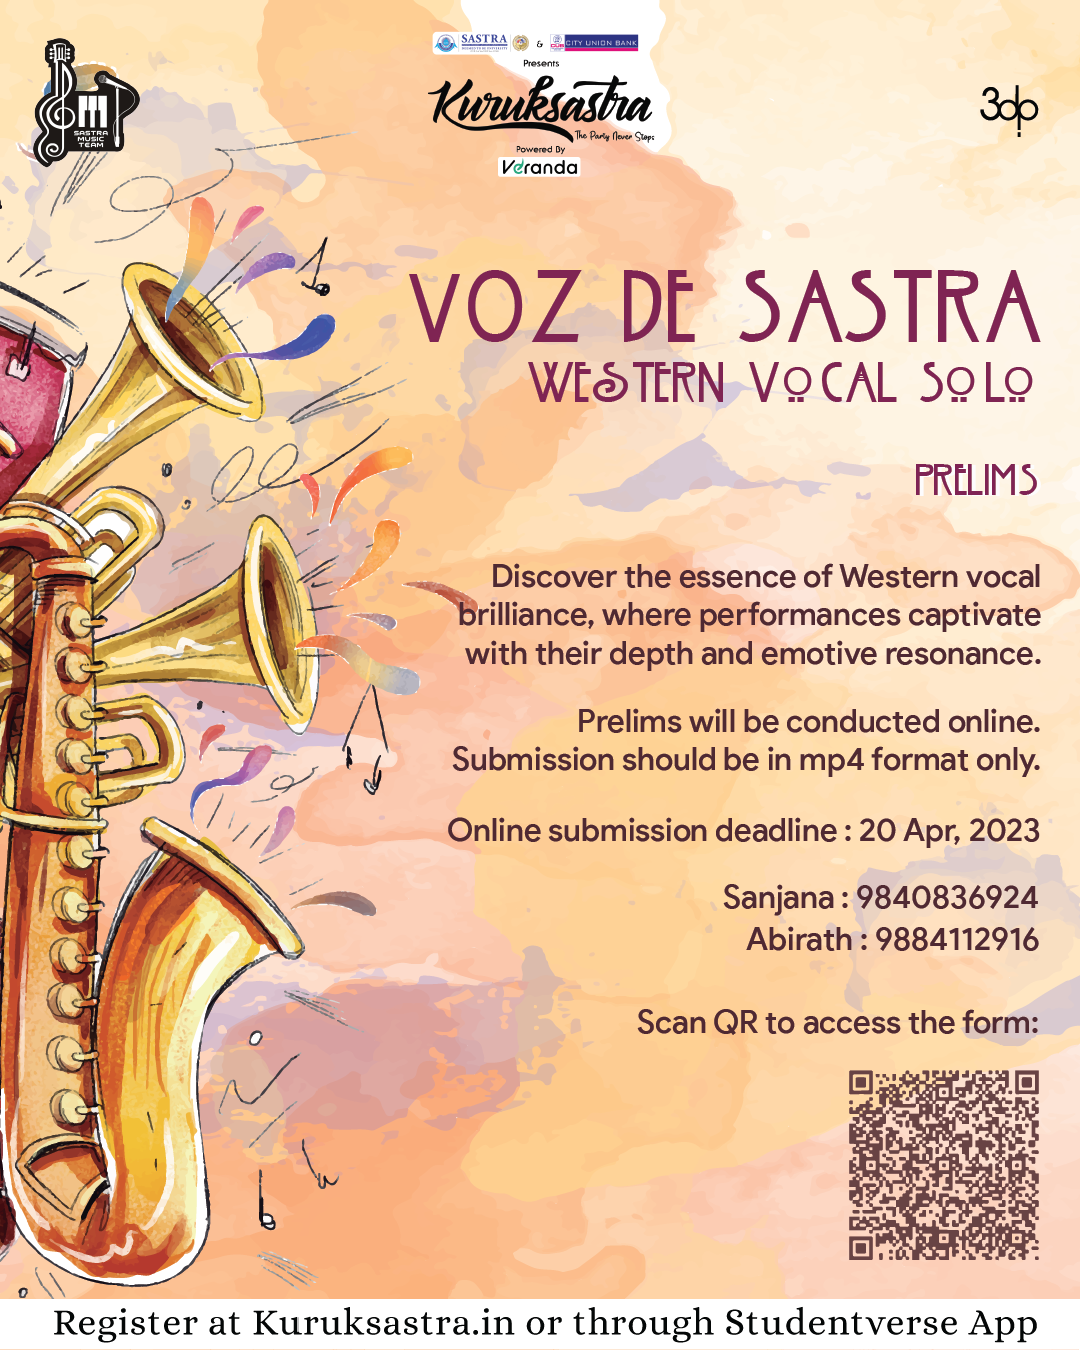 SASTRA
&
CITY UNION BANK
Presents
Kuruksastra
The Party Never Stops
Powered By
Veranda
SASTRA
MUSIC
TEAM
3dp
VOZ DE SASTRA
WESTERN VOCAL SOLO
PRELIMS
Discover the essence of Western vocal
brilliance, where performances captivate
with their depth and emotive resonance.
Prelims will be conducted online.
Submission should be in mp4 format only.
Online submission deadline : 20 Apr, 2023
Sanjana : 9840836924
Abirath : 9884112916
Scan QR to access the form:
Register at Kuruksastra.in or through Studentverse App